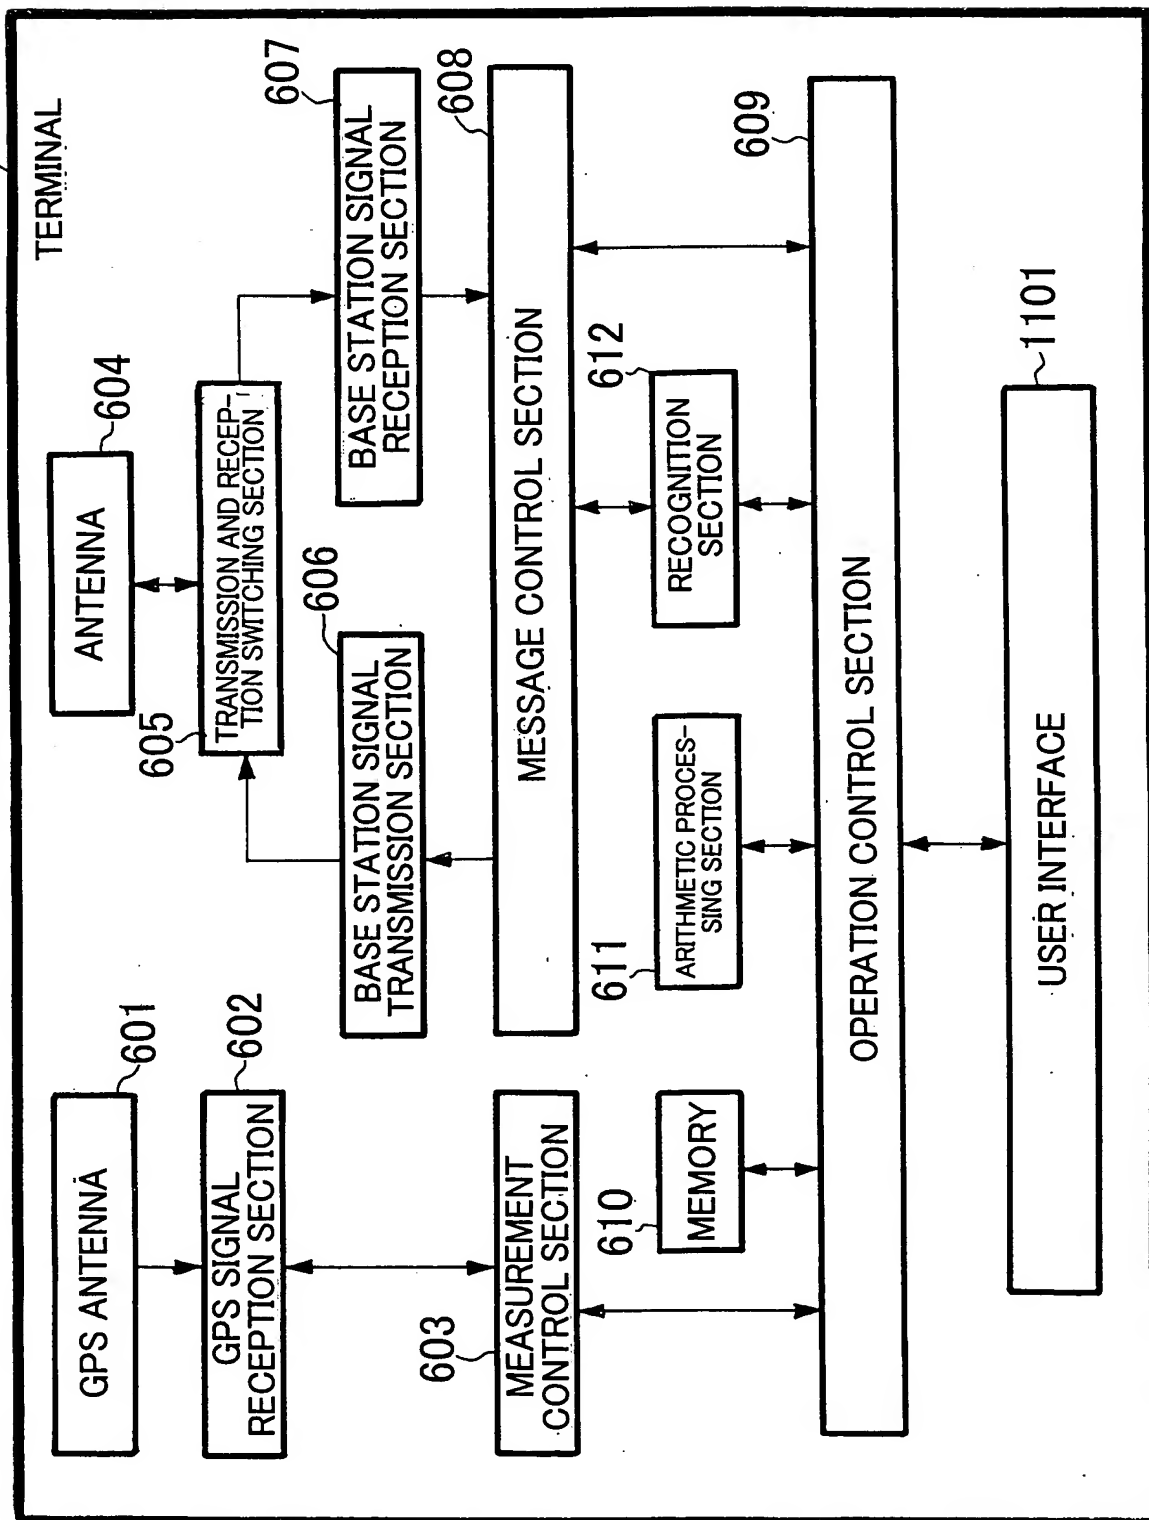 TERMINAL
GPS ANTENNA
601
GPS SIGNAL
RECEPTION SECTION
602
MEASUREMENT
CONTROL SECTION
603
ANTENNA
604
TRANSMISSION AND RECEP-
TION SWITCHING SECTION
605
BASE STATION SIGNAL
TRANSMISSION SECTION
606
BASE STATION SIGNAL
RECEPTION SECTION
607
MESSAGE CONTROL SECTION
608
MEMORY
610
ARITHMETIC PROCES-
SING SECTION
611
RECOGNITION
SECTION
612
OPERATION CONTROL SECTION
609
USER INTERFACE
1101